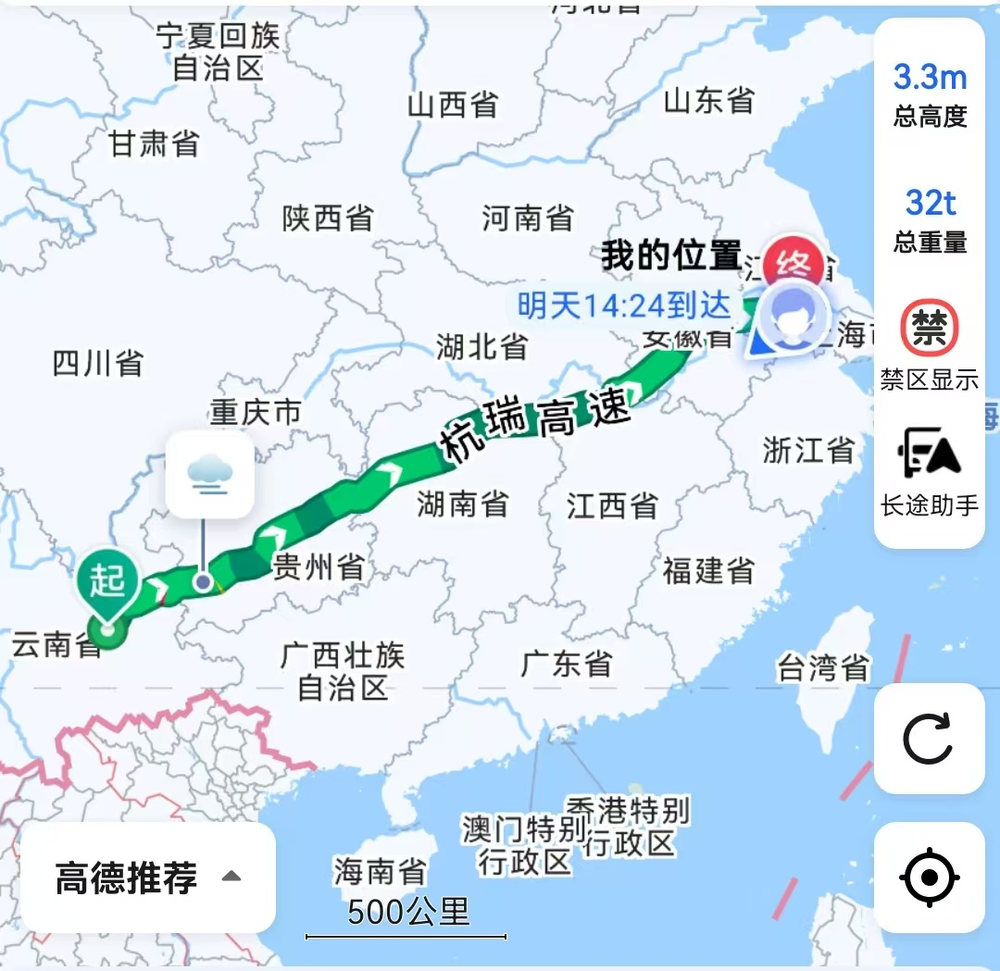 宁夏回族
自治区
山西省
山东省
甘肃省
陕西省
河南省
我的位置
终
明天14:24到达
安徽省
湖北省
四川省
重庆市
杭瑞高速
浙江省
湖南省
江西省
起
贵州省
福建省
云南省
广西壮族
自治区
广东省
台湾省
香港特别
行政区
澳门特别
行政区
海南省
500公里
高德推荐
3.3m
总高度
32t
总重量
禁
禁区显示
长途助手